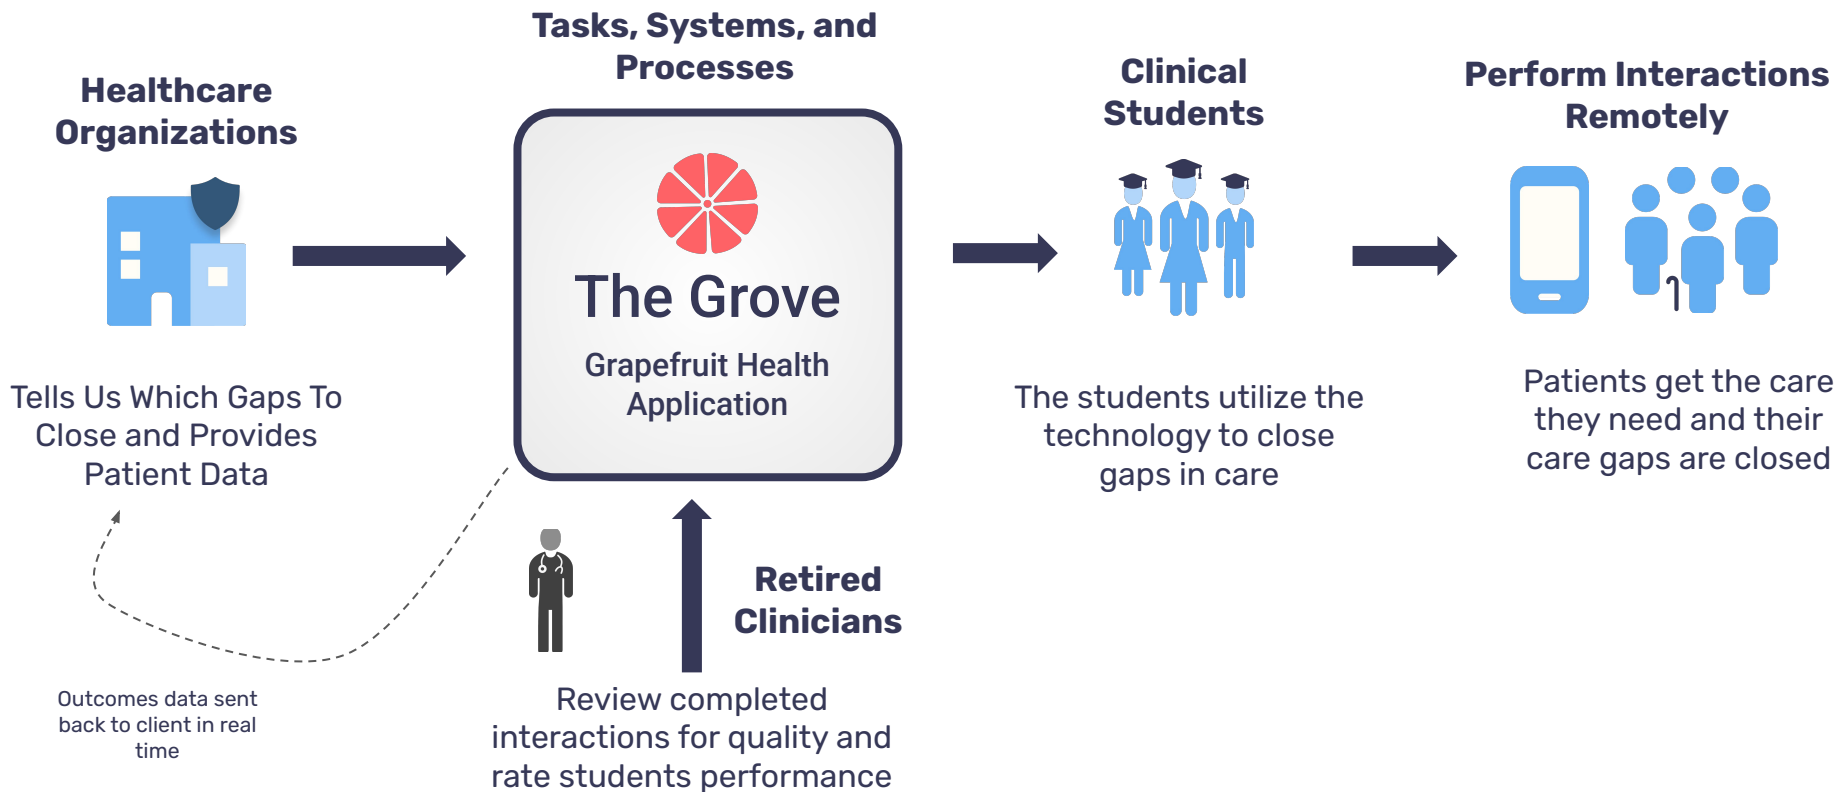 Healthcare
Organizations
Tells Us Which Gaps To
Close and Provides
Patient Data
Outcomes data sent
back to client in real
time
Tasks, Systems, and
Processes
The Grove
Grapefruit Health
Application
Retired
Clinicians
Review completed
interactions for quality and
rate students performance
Clinical
Students
The students utilize the
technology to close
gaps in care
Perform Interactions
Remotely
Patients get the care
they need and their
care gaps are closed